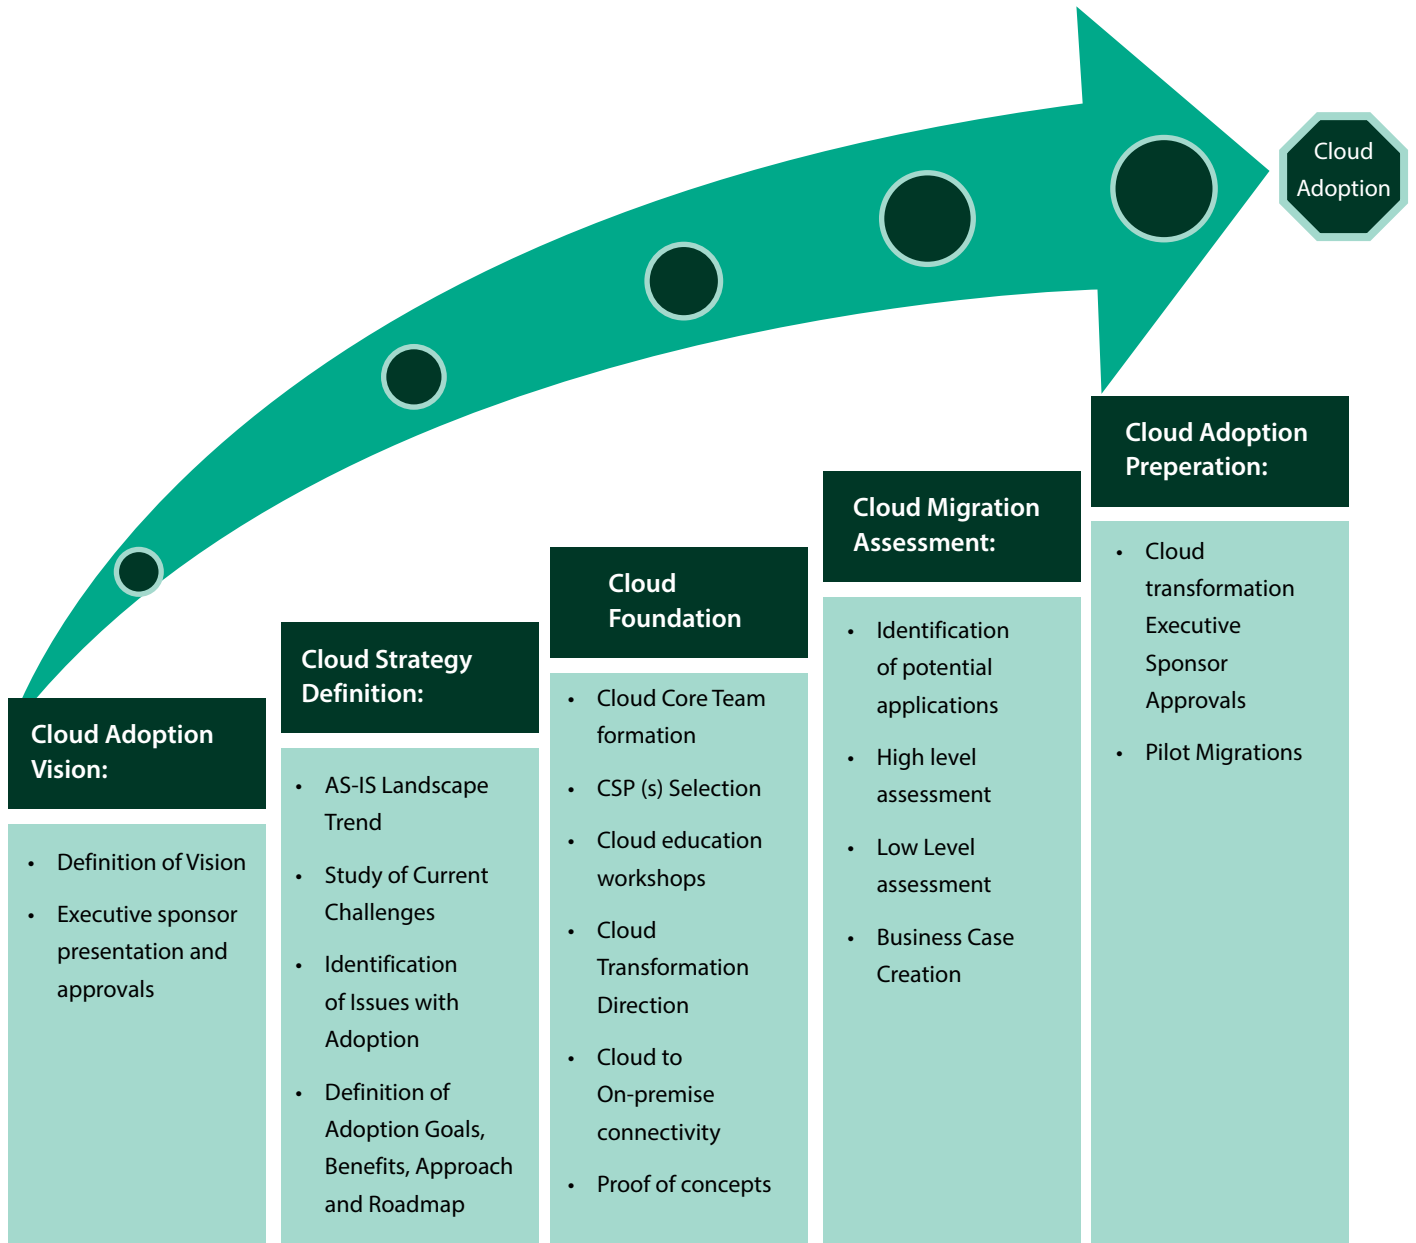 Cloud
Adoption
Cloud Adoption
Vision:
• Definition of Vision
• Executive sponsor
presentation and
approvals
Cloud Strategy
Definition:
• AS-IS Landscape
Trend
• Study of Current
Challenges
• Identification
of Issues with
Adoption
• Definition of
Adoption Goals,
Benefits, Approach
and Roadmap
Cloud
Foundation
• Cloud Core Team
formation
• CSP (s) Selection
• Cloud education
workshops
• Cloud
Transformation
Direction
• Cloud to
On-premise
connectivity
• Proof of concepts
Cloud Migration
Assessment:
• Identification
of potential
applications
• High level
assessment
• Low Level
assessment
• Business Case
Creation
Cloud Adoption
Preperation:
• Cloud
transformation
Executive
Sponsor
Approvals
• Pilot Migrations